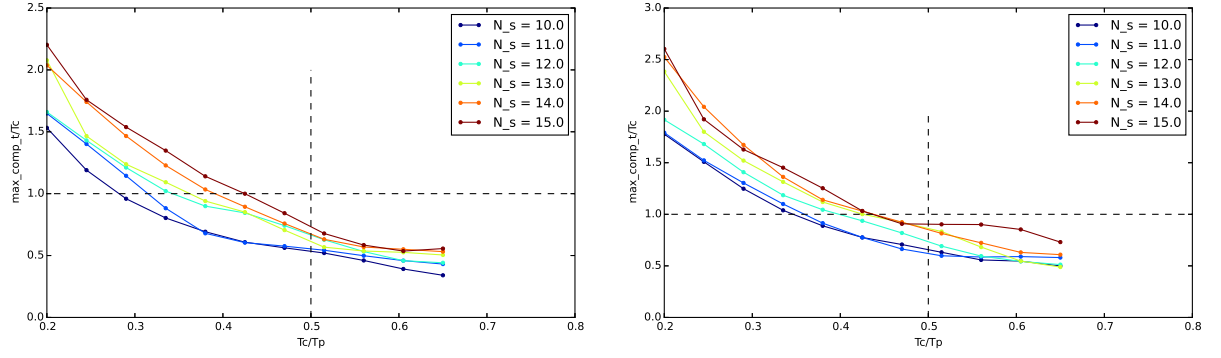 2.5
2.0
1.5
1.0
0.5
0.0
max_comp_t/Tc
0.2 0.3 0.4 0.5 0.6 0.7 0.8
Tc/Tp
N_s = 10.0
N_s = 11.0
N_s = 12.0
N_s = 13.0
N_s = 14.0
N_s = 15.0
3.0
2.5
2.0
1.5
1.0
0.5
0.0
max_comp_t/Tc
0.2 0.3 0.4 0.5 0.6 0.7 0.8
Tc/Tp
N_s = 10.0
N_s = 11.0
N_s = 12.0
N_s = 13.0
N_s = 14.0
N_s = 15.0